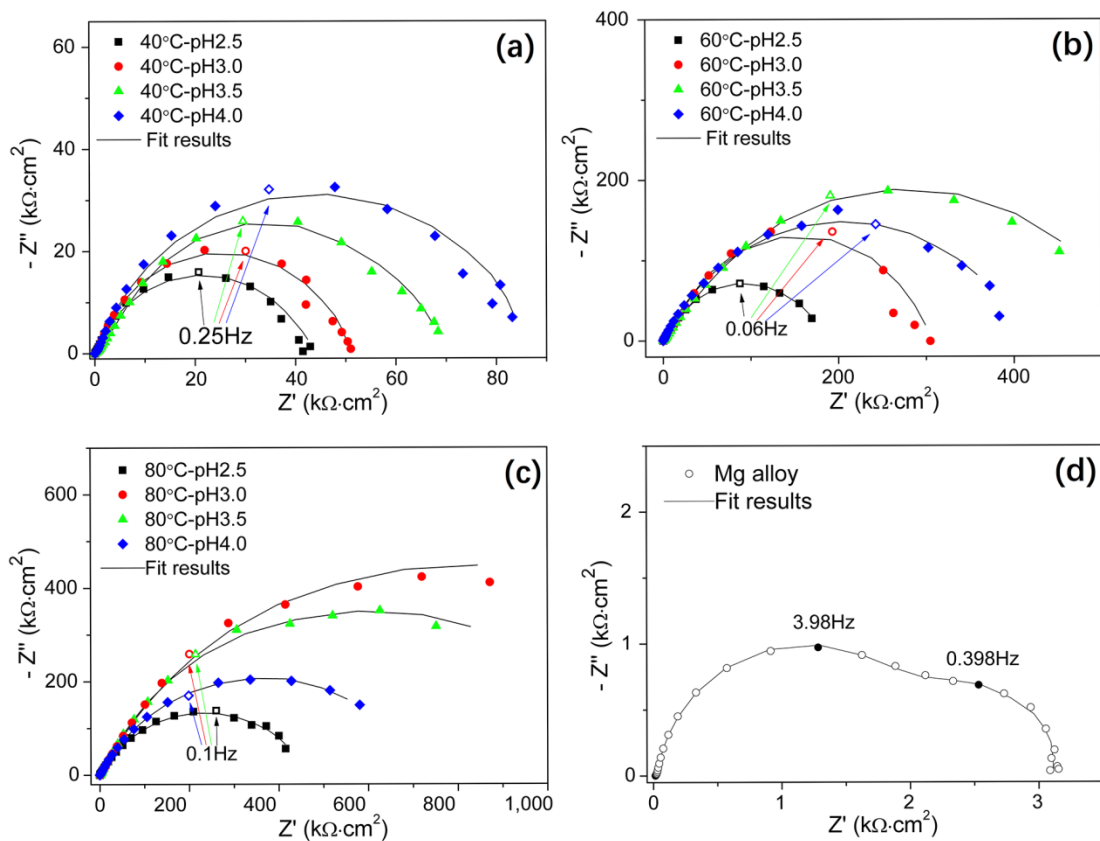 (a)
40°C-pH2.5
40°C-pH3.0
40°C-pH3.5
40°C-pH4.0
Fit results
60
40
20
0
- Z'' (kΩ·cm²)
0.25Hz
0 20 40 60 80
Z' (kΩ·cm²)
(b)
60°C-pH2.5
60°C-pH3.0
60°C-pH3.5
60°C-pH4.0
Fit results
400
200
0
- Z'' (kΩ·cm²)
0.06Hz
0 200 400
Z' (kΩ·cm²)
(c)
80°C-pH2.5
80°C-pH3.0
80°C-pH3.5
80°C-pH4.0
Fit results
600
400
200
0
- Z'' (kΩ·cm²)
0.1Hz
0 200 400 600 800 1,000
Z' (kΩ·cm²)
(d)
Mg alloy
Fit results
2
1
0
- Z'' (kΩ·cm²)
3.98Hz
0.398Hz
0 1 2 3
Z' (kΩ·cm²)